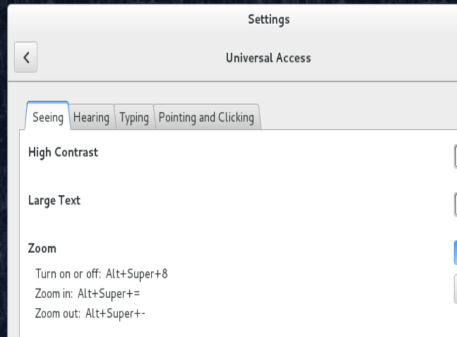 Settings
Universal Access
Seeing Hearing Typing Pointing and Clicking
High Contrast
Large Text
Zoom
Turn on or off: Alt+Super+8
Zoom in: Alt+Super+=
Zoom out: Alt+Super+-